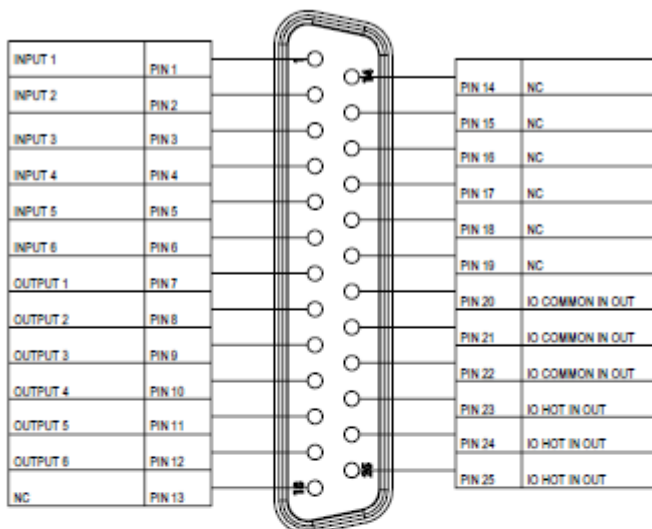 INPUT 1 PIN 1
INPUT 2 PIN 2
INPUT 3 PIN 3
INPUT 4 PIN 4
INPUT 5 PIN 5
INPUT 6 PIN 6
OUTPUT 1 PIN 7
OUTPUT 2 PIN 8
OUTPUT 3 PIN 9
OUTPUT 4 PIN 10
OUTPUT 5 PIN 11
OUTPUT 6 PIN 12
NC PIN 13
1
14
13
25
PIN 14 NC
PIN 15 NC
PIN 16 NC
PIN 17 NC
PIN 18 NC
PIN 19 NC
PIN 20 IO COMMON IN OUT
PIN 21 IO COMMON IN OUT
PIN 22 IO COMMON IN OUT
PIN 23 IO HOT IN OUT
PIN 24 IO HOT IN OUT
PIN 25 IO HOT IN OUT